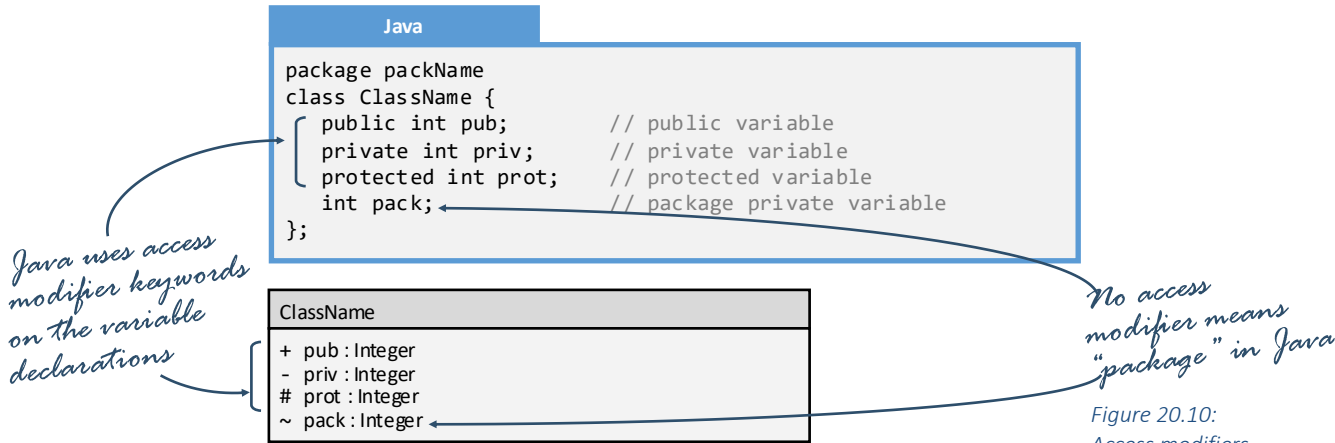 Java
package packName
class ClassName {
public int pub; // public variable
private int priv; // private variable
protected int prot; // protected variable
int pack; // package private variable
};
Java uses access
modifier keywords
on the variable
declarations
ClassName
+ pub : Integer
- priv : Integer
# prot : Integer
~ pack : Integer
No access
modifier means
“package” in Java
Figure 20.10:
Access modifiers